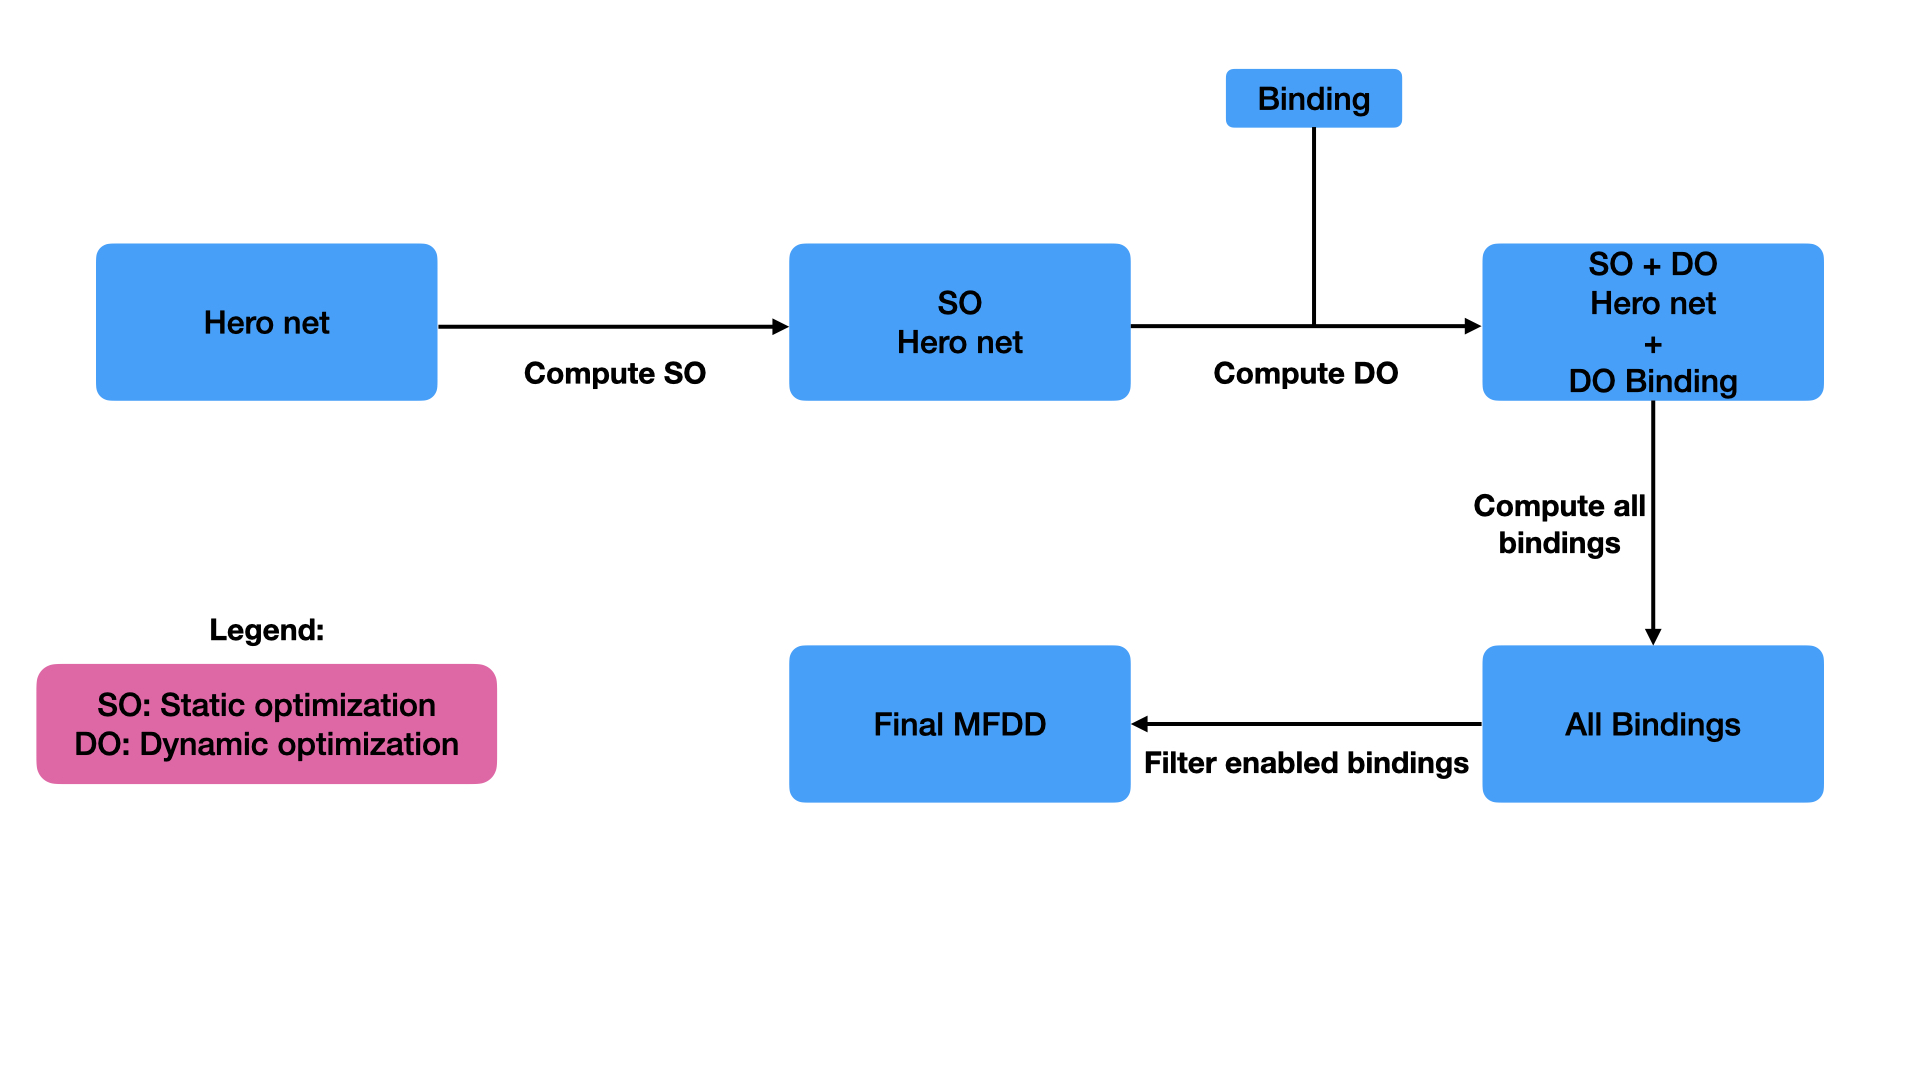 Binding
Hero net
Compute SO
SO
Hero net
Compute DO
SO + DO
Hero net
+
DO Binding
Compute all
bindings
Legend:
SO: Static optimization
DO: Dynamic optimization
Final MFDD
Filter enabled bindings
All Bindings